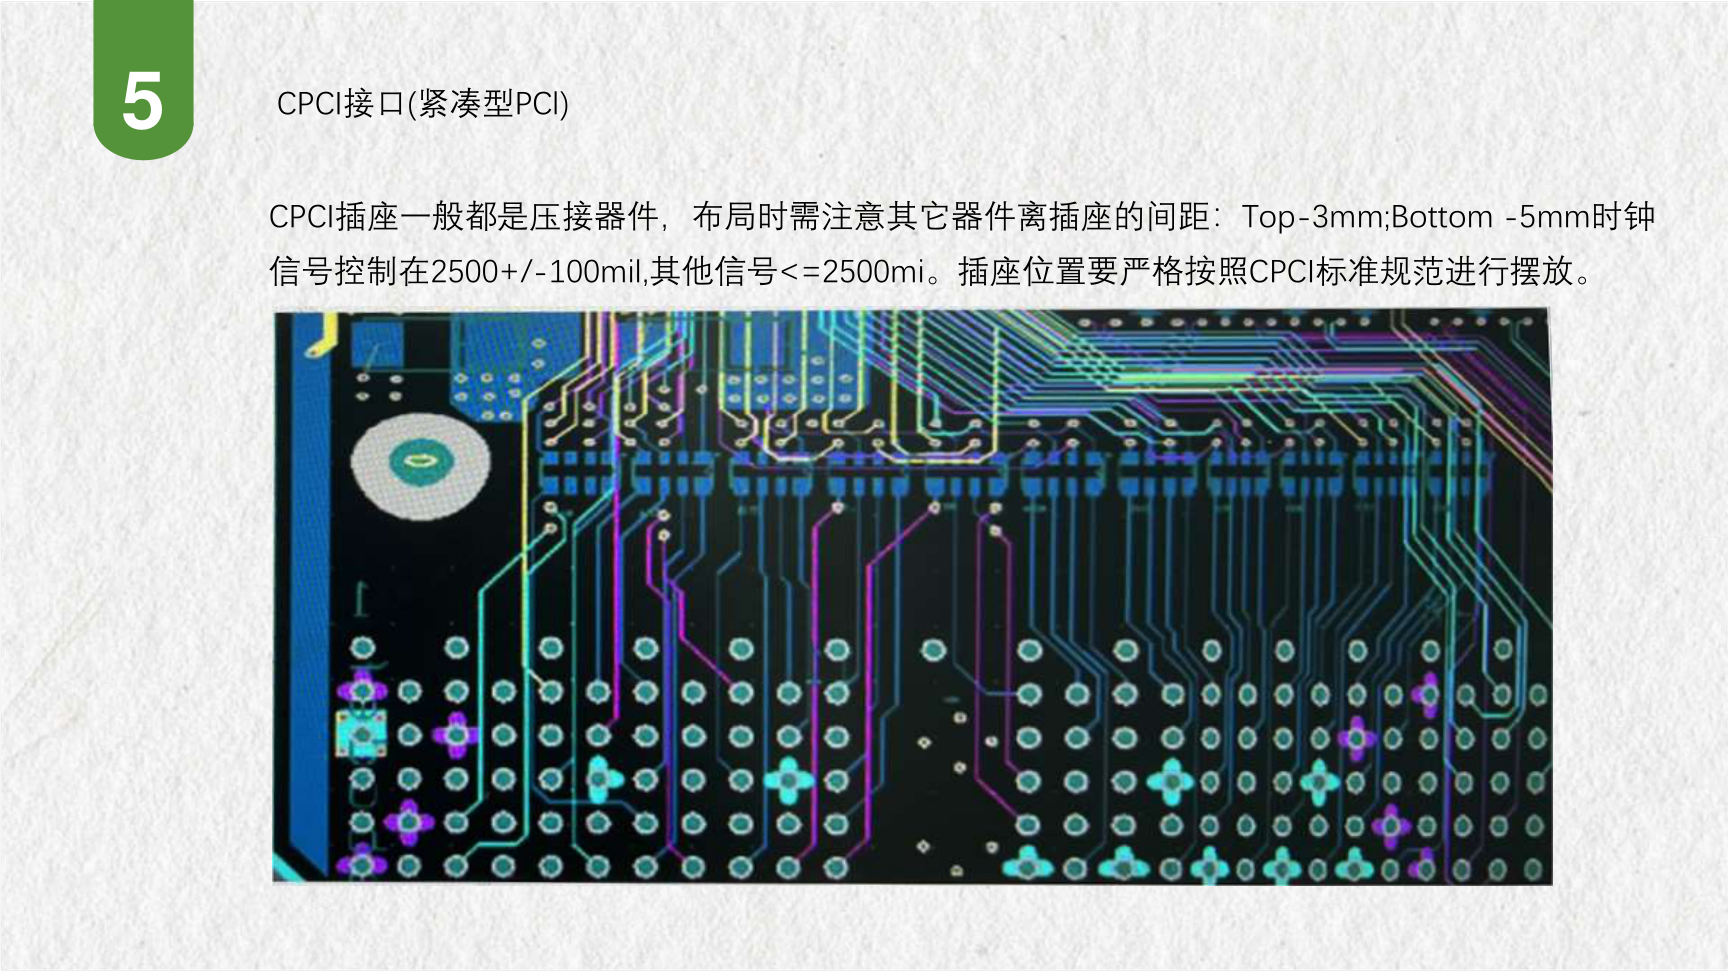 5
CPCI接口(紧凑型PCI)
CPCI插座一般都是压接器件，布局时需注意其它器件离插座的间距：Top-3mm;Bottom -5mm时钟
信号控制在2500+/-100mil,其他信号<=2500mi。插座位置要严格按照CPCI标准规范进行摆放。
1